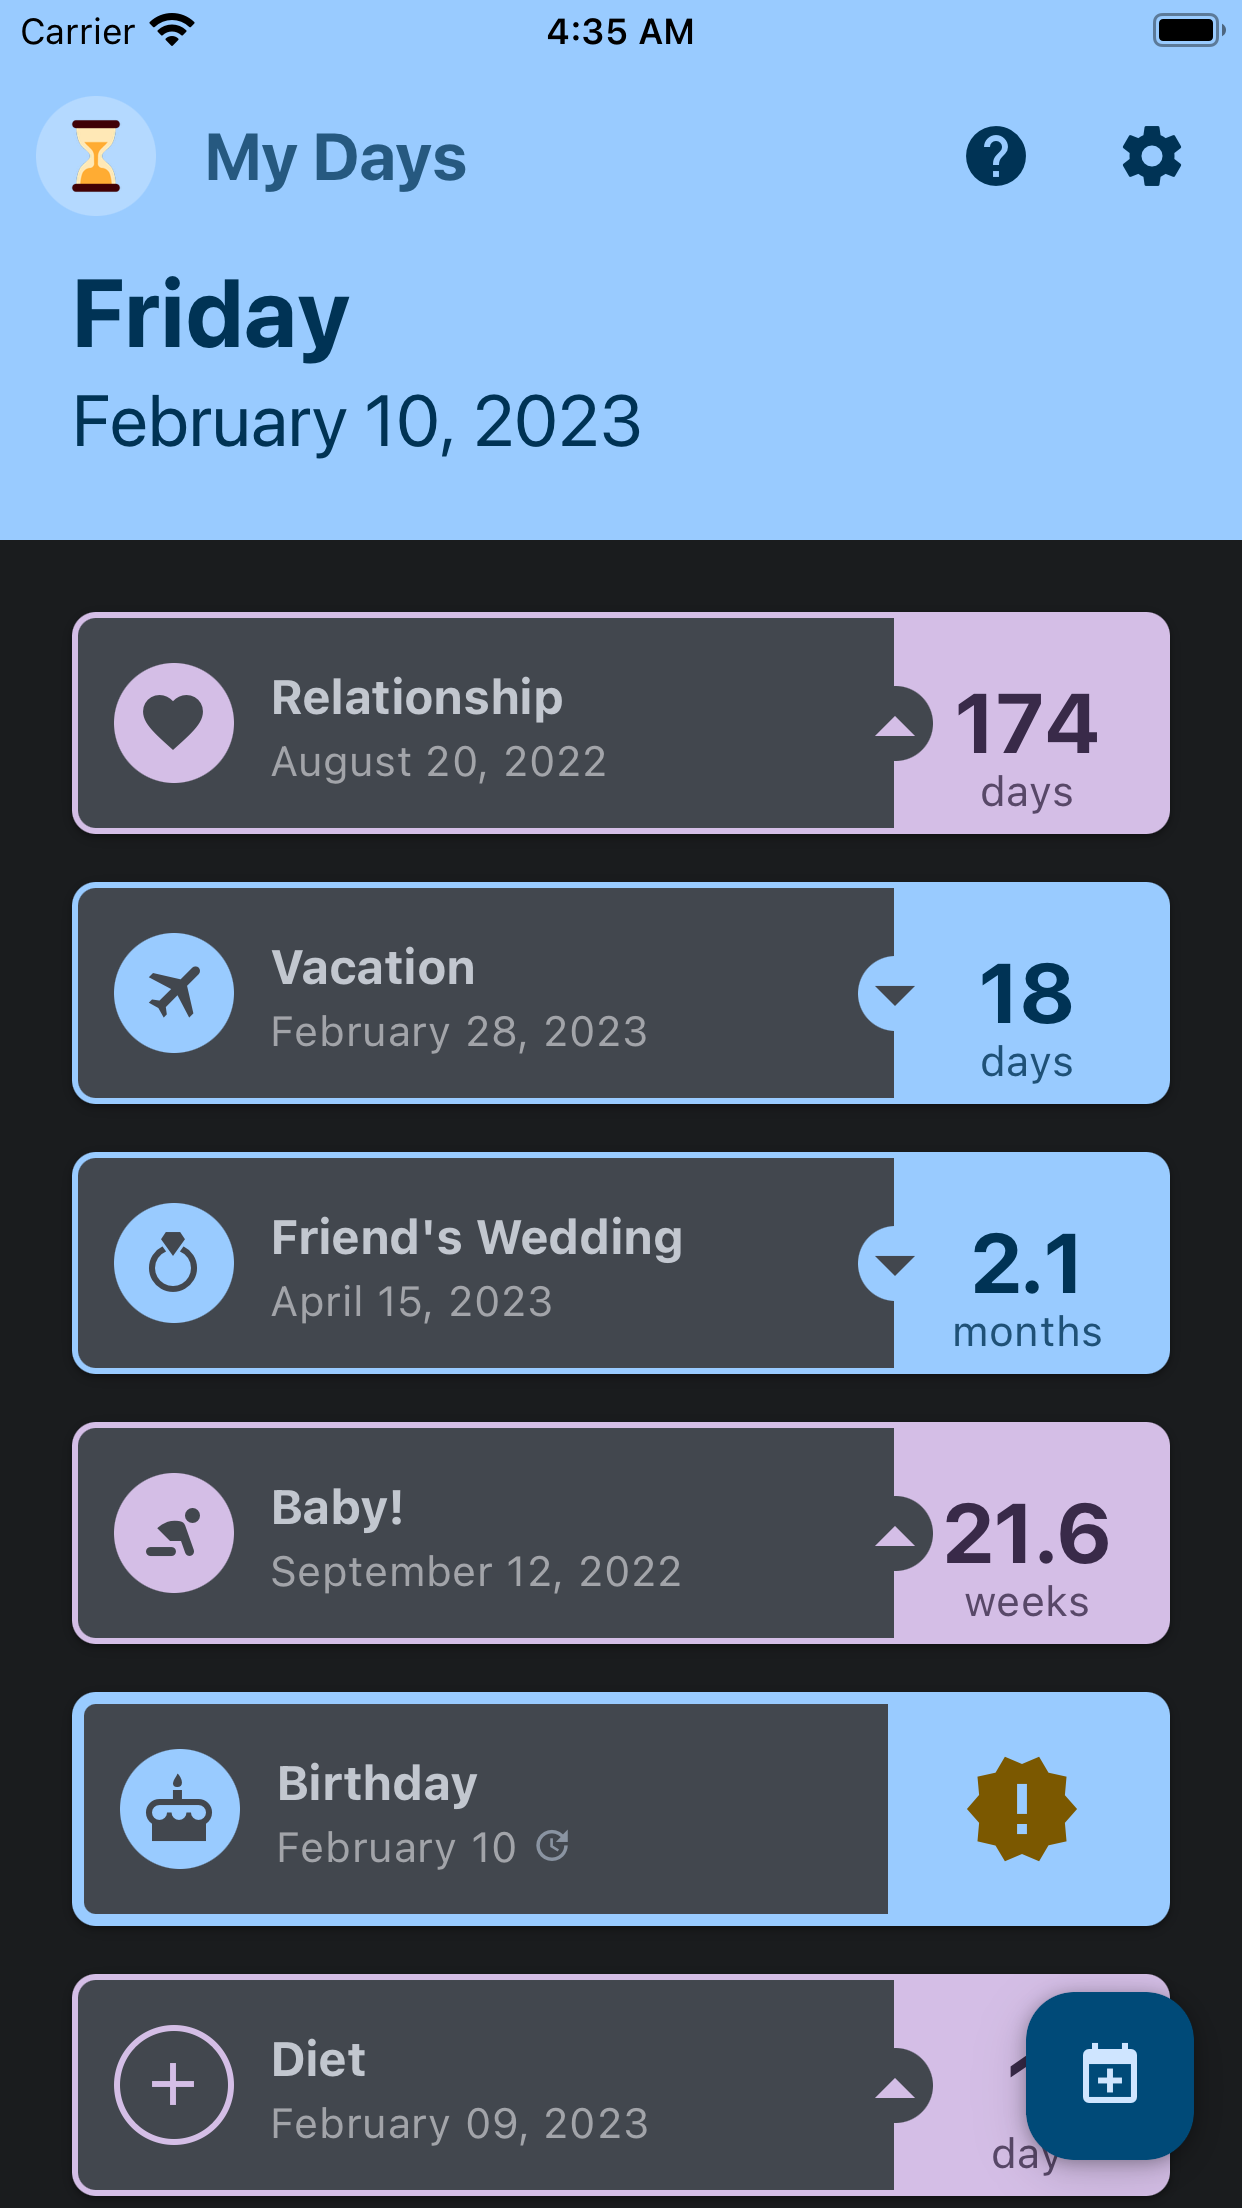 Carrier 4:35 AM
My Days
Friday
February 10, 2023
Relationship
August 20, 2022
174
days
Vacation
February 28, 2023
18
days
Friend's Wedding
April 15, 2023
2.1
months
Baby!
September 12, 2022
21.6
weeks
Birthday
February 10
Diet
February 09, 2023